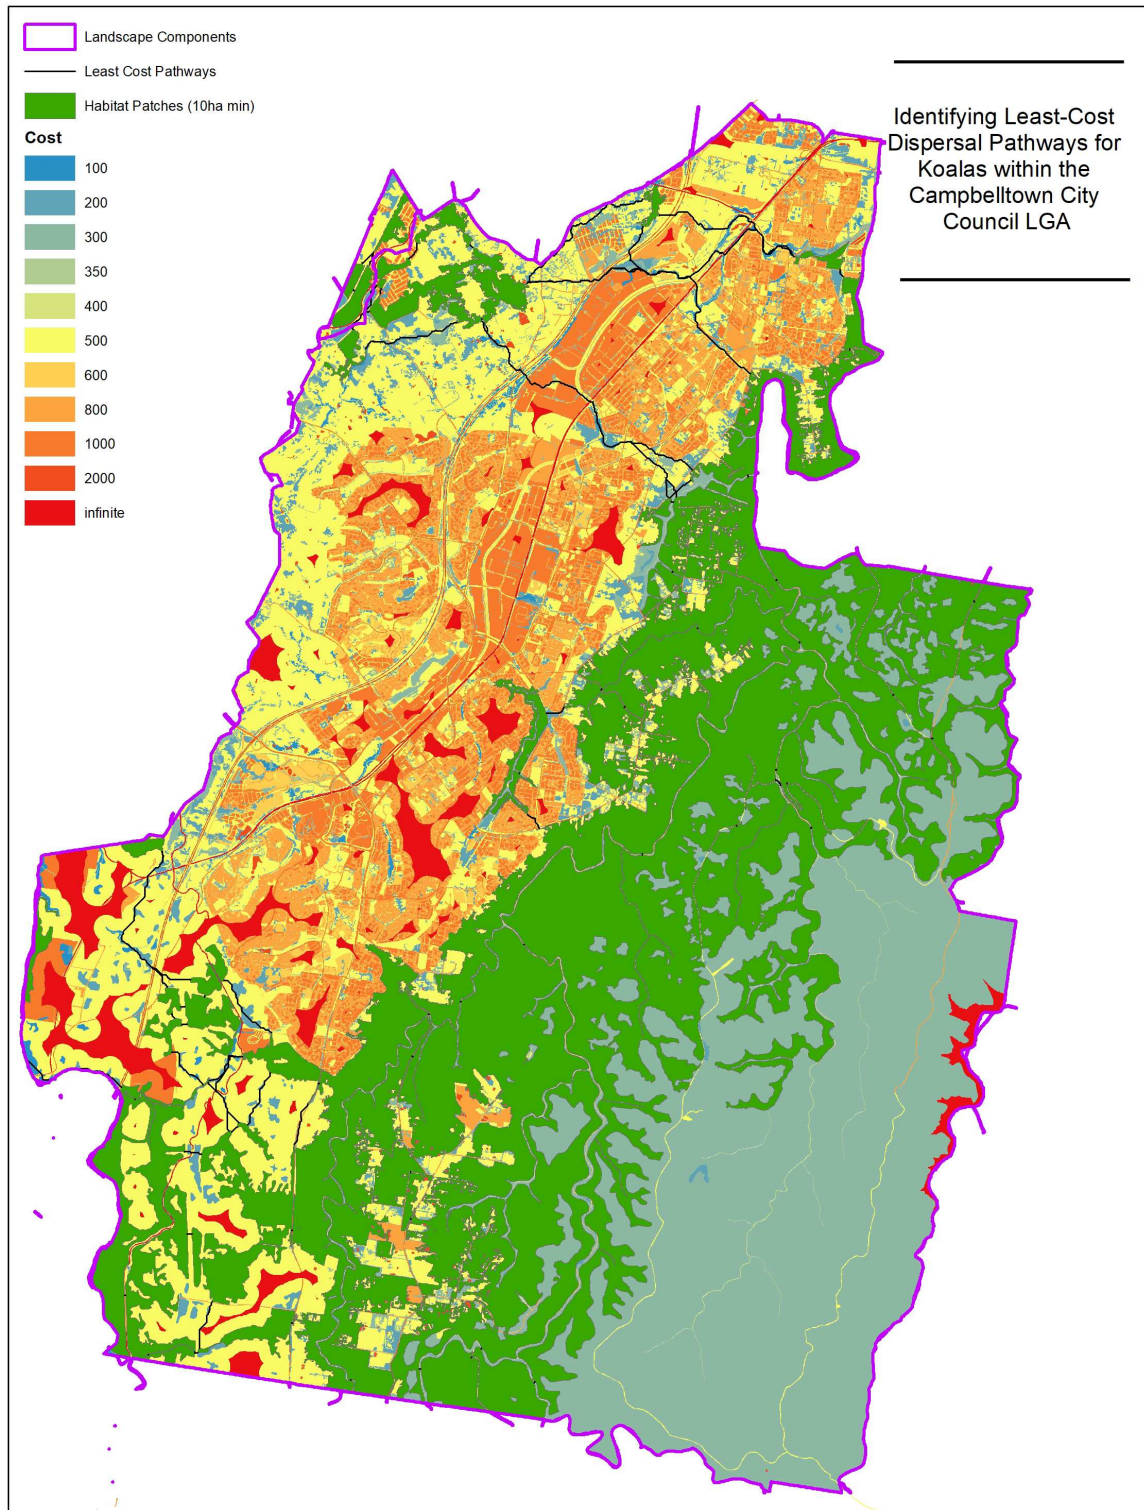 Landscape Components
Least Cost Pathways
Habitat Patches (10ha min)
Cost
100
200
300
350
400
500
600
800
1000
2000
infinite
Identifying Least-Cost
Dispersal Pathways for
Koalas within the
Campbelltown City
Council LGA